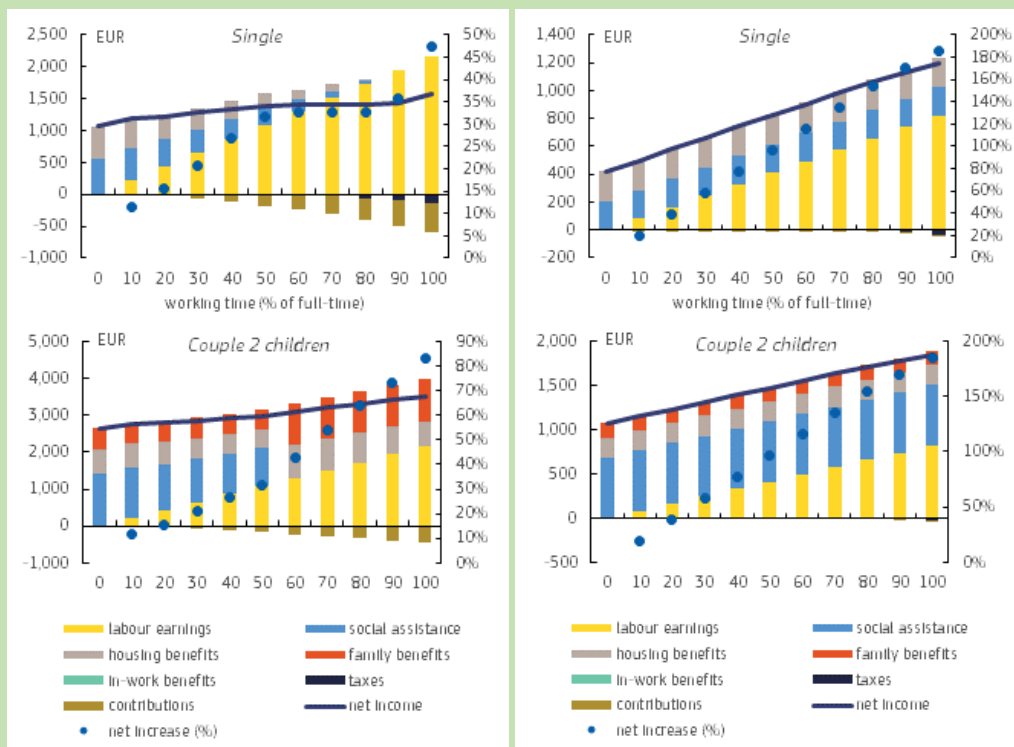 EUR Single
2,500 50%
2,000 45%
1,500 40%
1,000 35%
500 30%
0 25%
-500 20%
-1,000 15%
10%
5%
0%
0 10 20 30 40 50 60 70 80 90 100
working time (% of full-time)
EUR Couple 2 children
5,000 90%
4,000 80%
3,000 70%
2,000 60%
1,000 50%
0 40%
-1,000 30%
20%
10%
0%
0 10 20 30 40 50 60 70 80 90 100
labour earnings social assistance
housing benefits family benefits
in-work benefits taxes
contributions net income
net increase (%)
EUR Single
1,400 200%
1,200 180%
1,000 160%
800 140%
600 120%
400 100%
200 80%
0 60%
-200 40%
20%
0%
0 10 20 30 40 50 60 70 80 90 100
working time (% of full-time)
EUR Couple 2 children
2,000 200%
1,500 150%
1,000 100%
500 50%
0 0%
-500
0 10 20 30 40 50 60 70 80 90 100
labour earnings social assistance
housing benefits family benefits
in-work benefits taxes
contributions net income
net increase (%)